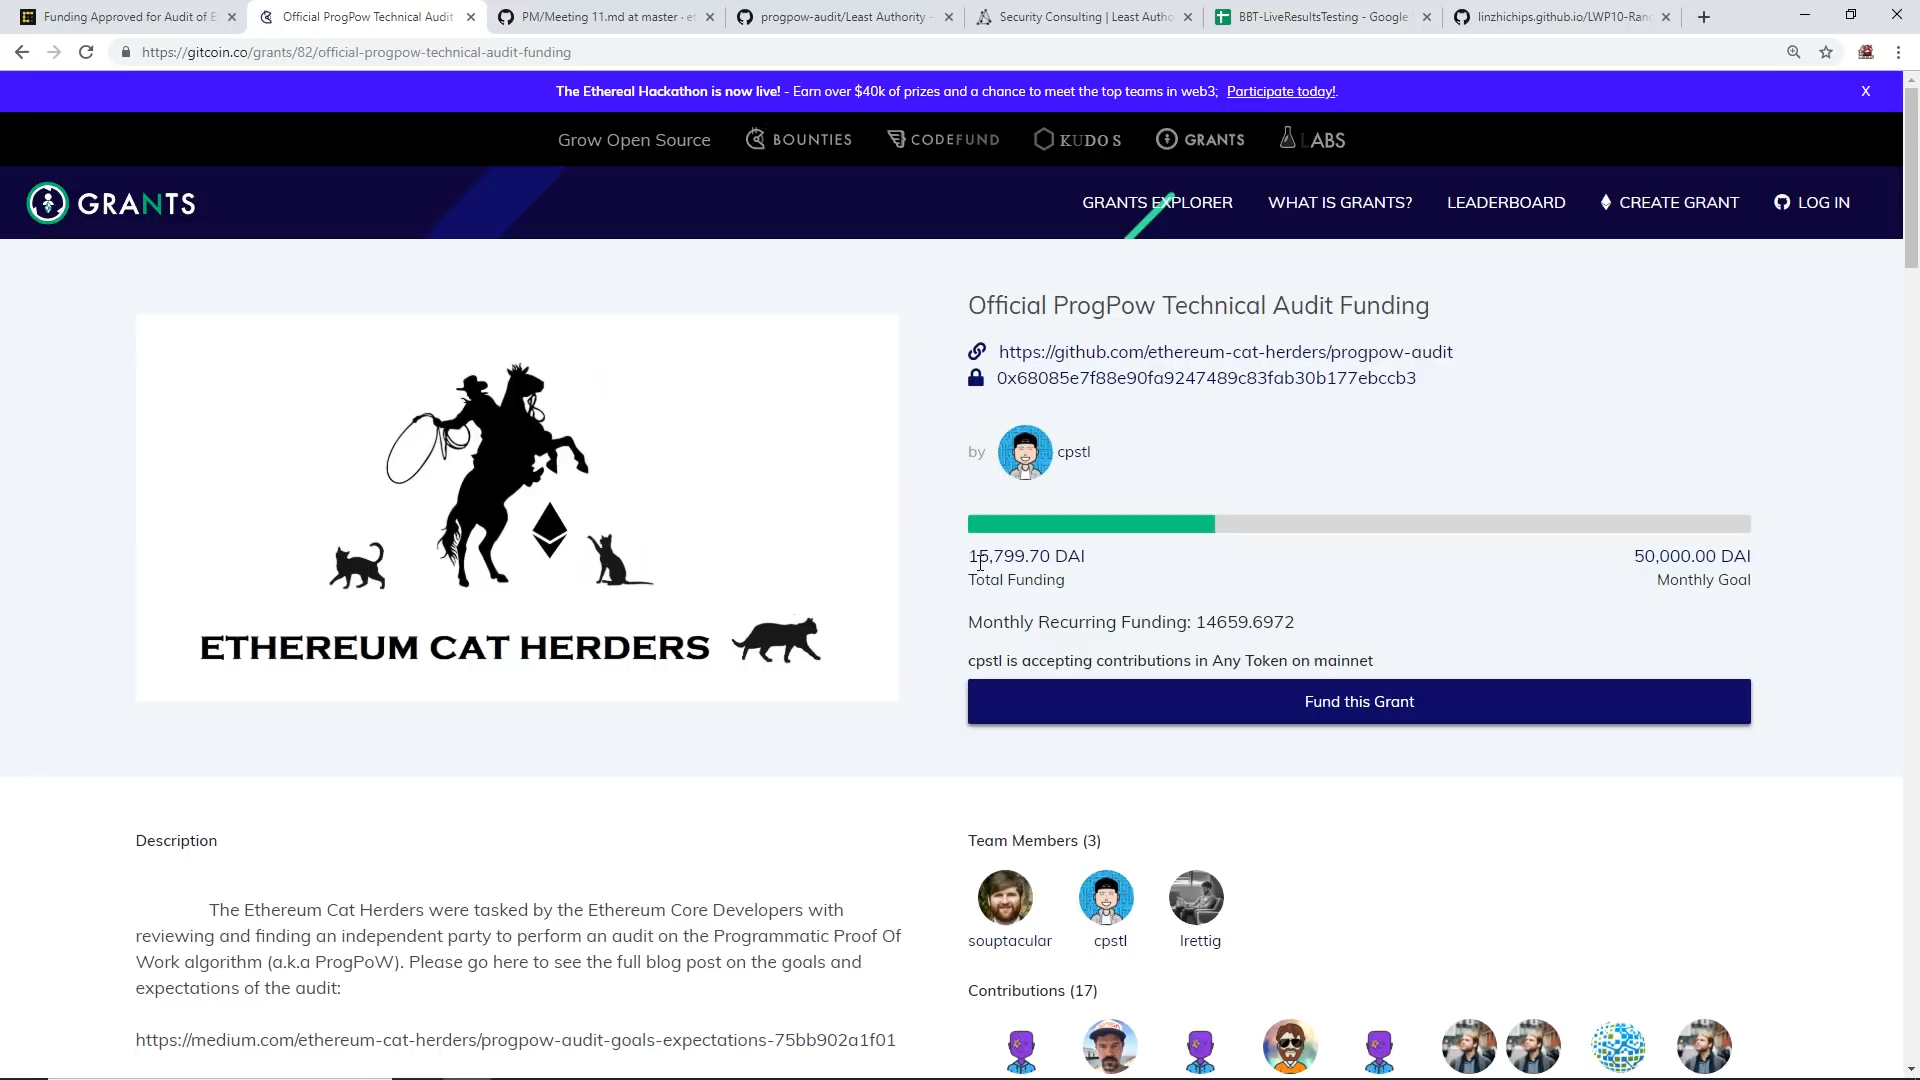 Funding Approved for Audit of E
Official ProgPow Technical Audit
PM/Meeting 11.md at master · et
progpow-audit/Least Authority -
Security Consulting | Least Autho
BBT-LiveResultsTesting - Google
linzhichips.github.io/LWP10-Ran
https://gitcoin.co/grants/82/official-progpow-technical-audit-funding
The Ethereal Hackathon is now live! - Earn over $40k of prizes and a chance to meet the top teams in web3; Participate today!.
X
Grow Open Source
BOUNTIES
CODEFUND
KUDOS
GRANTS
LABS
GRANTS
GRANTS EXPLORER
WHAT IS GRANTS?
LEADERBOARD
CREATE GRANT
LOG IN
Official ProgPow Technical Audit Funding
https://github.com/ethereum-cat-herders/progpow-audit
0x68085e7f88e90fa9247489c83fab30b177ebccb3
by cpstl
15,799.70 DAI
50,000.00 DAI
Total Funding
Monthly Goal
Monthly Recurring Funding: 14659.6972
cpstl is accepting contributions in Any Token on mainnet
Fund this Grant
ETHEREUM CAT HERDERS
Description
The Ethereum Cat Herders were tasked by the Ethereum Core Developers with
reviewing and finding an independent party to perform an audit on the Programmatic Proof Of
Work algorithm (a.k.a ProgPoW). Please go here to see the full blog post on the goals and
expectations of the audit:
https://medium.com/ethereum-cat-herders/progpow-audit-goals-expectations-75bb902a1f01
Team Members (3)
souptacular
cpstl
lrettig
Contributions (17)